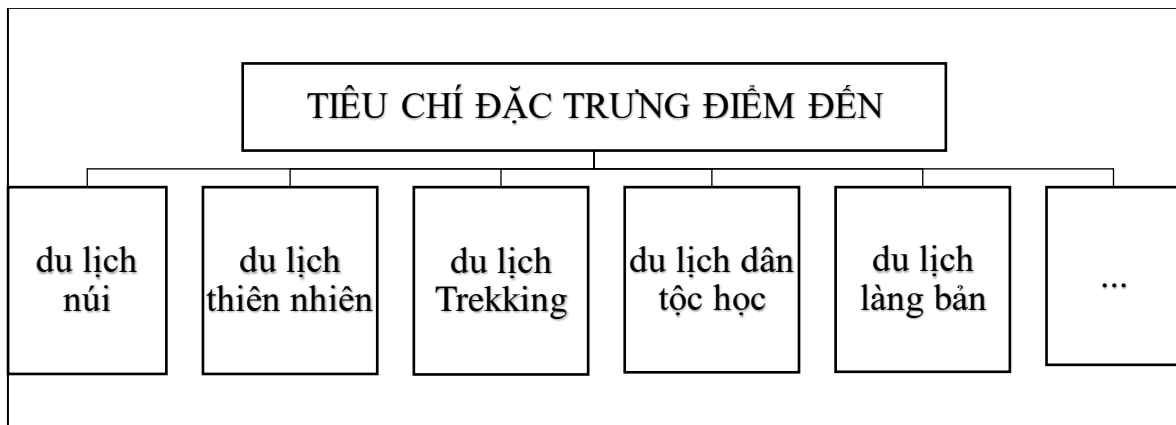 TIÊU CHÍ ĐẶC TRƯNG ĐIỂM ĐẾN
du lịch
núi
du lịch
thiên nhiên
du lịch
Trekking
du lịch dân
tộc học
du lịch
làng bản
...